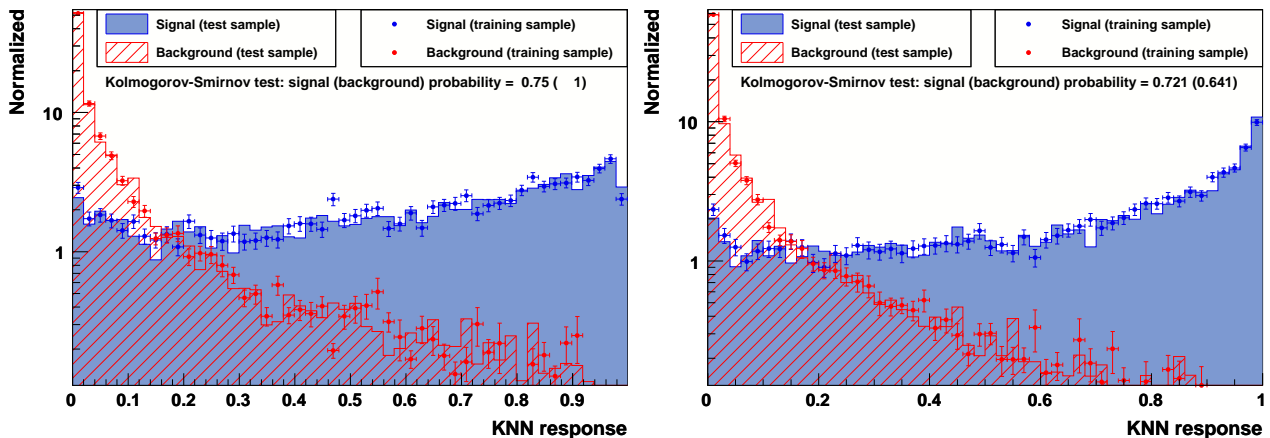 Normalized
Signal (test sample)
Background (test sample)
Signal (training sample)
Background (training sample)
Kolmogorov-Smirnov test: signal (background) probability = 0.75 ( 1)
10
1
0 0.1 0.2 0.3 0.4 0.5 0.6 0.7 0.8 0.9
KNN response
Normalized
Signal (test sample)
Background (test sample)
Signal (training sample)
Background (training sample)
Kolmogorov-Smirnov test: signal (background) probability = 0.721 (0.641)
10
1
0 0.2 0.4 0.6 0.8 1
KNN response